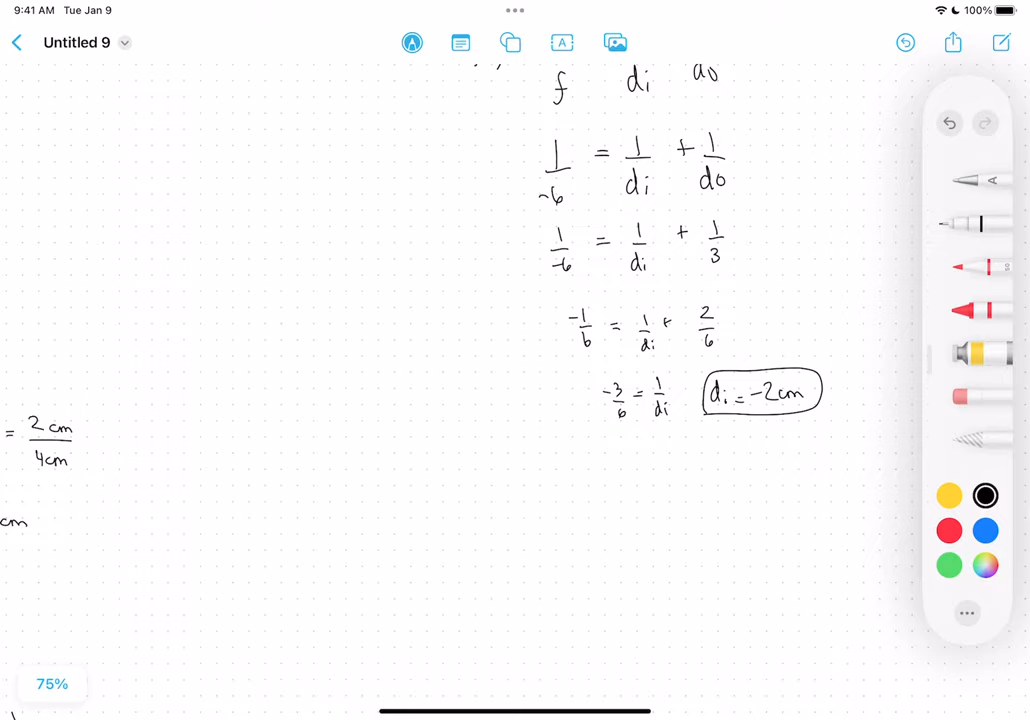 9:41 AM Tue Jan 9
100%
Untitled 9
A
f di do
1/-6 = 1/di + 1/do
1/-6 = 1/di + 1/3
-1/6 = 1/di + 2/6
-3/6 = 1/di di = -2cm
= 2cm/4cm
cm
A
50
75%